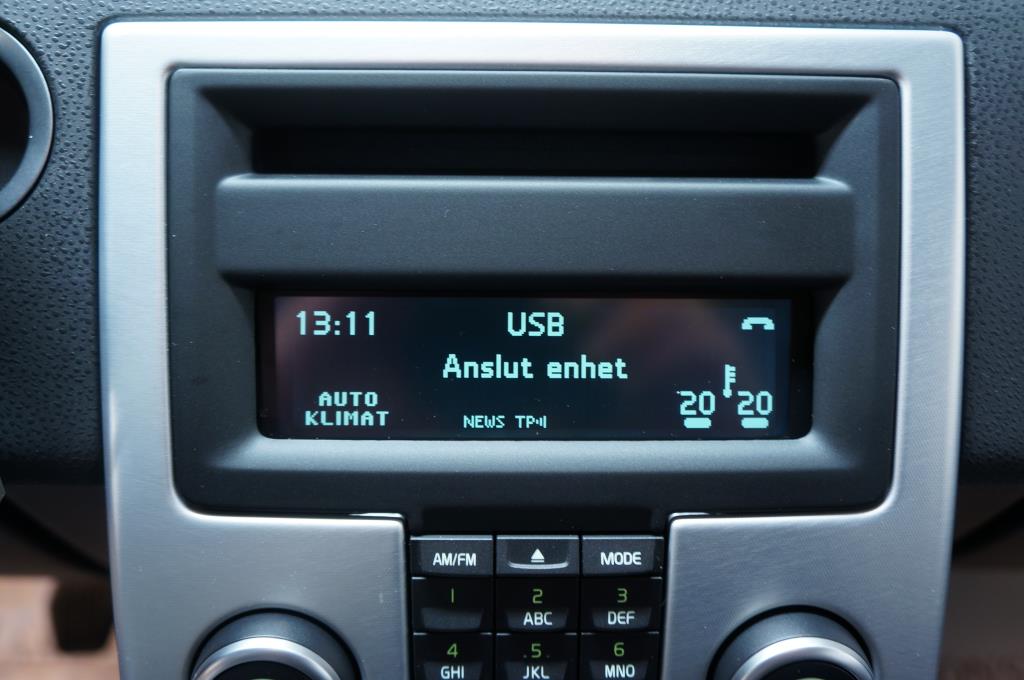 13:11 USB
Anslut enhet
AUTO
KLIMAT
NEWS TP
20 20
AM/FM MODE
1 2 3
ABC DEF
4 5 6
GHI JKL MNO